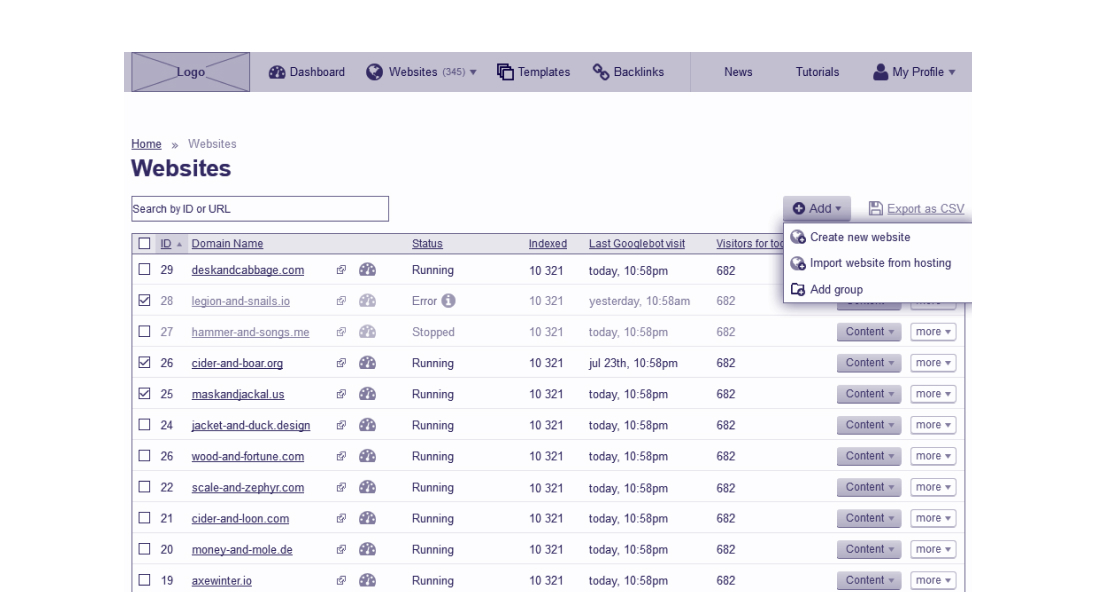 Logo Dashboard Websites (345) Templates Backlinks News Tutorials My Profile
Home » Websites
Websites
Search by ID or URL Add Export as CSV
Create new website
Import website from hosting
Add group
ID Domain Name Status Indexed Last Googlebot visit Visitors for
29 deskandcabbage.com Running 10 321 today, 10:58pm 682
28 legion-and-snails.io Error 10 321 yesterday, 10:58am 682
27 hammer-and-songs.me Stopped 10 321 today, 10:58pm 682 Content more
26 cider-and-boar.org Running 10 321 jul 23th, 10:58pm 682 Content more
25 maskandjackal.us Running 10 321 today, 10:58pm 682 Content more
24 jacket-and-duck.design Running 10 321 today, 10:58pm 682 Content more
26 wood-and-fortune.com Running 10 321 today, 10:58pm 682 Content more
22 scale-and-zephyr.com Running 10 321 today, 10:58pm 682 Content more
21 cider-and-loon.com Running 10 321 today, 10:58pm 682 Content more
20 money-and-mole.de Running 10 321 today, 10:58pm 682 Content more
19 axewinter.io Running 10 321 today, 10:58pm 682 Content more